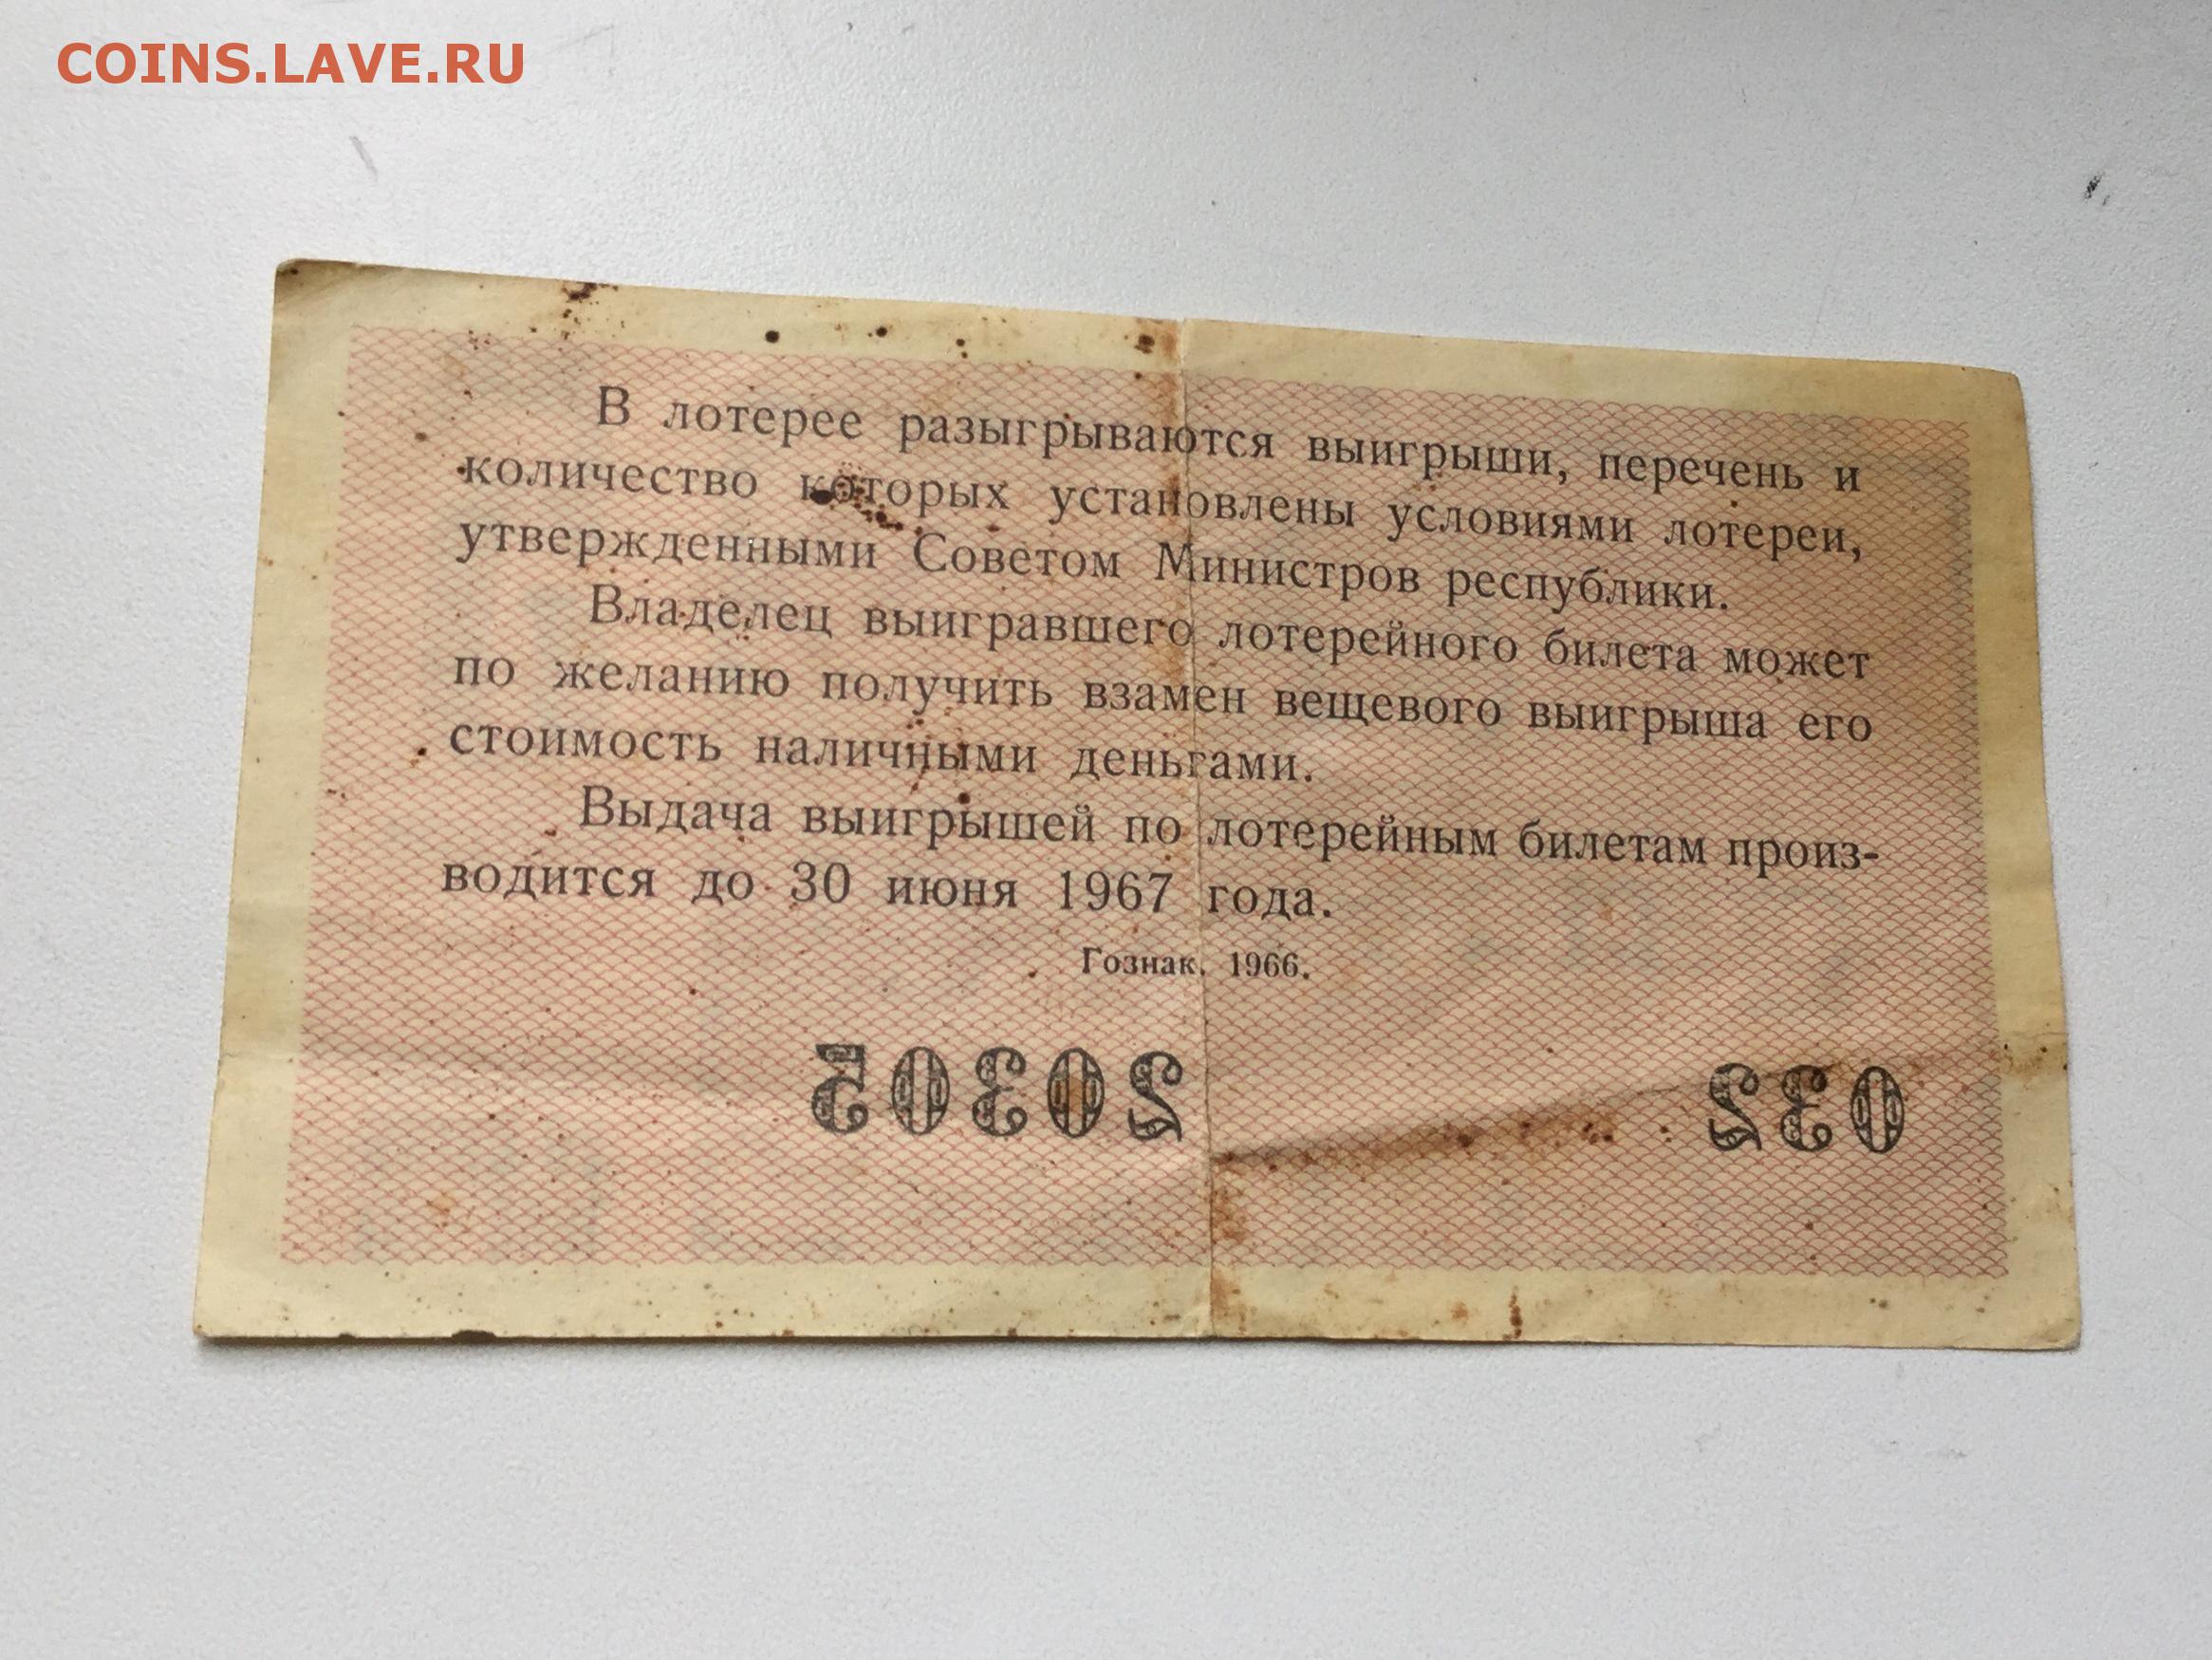 COINS.LAVE.RU
В лотерее разыгрываются выигрыши, перечень и
количество которых установлены условиями лотереи,
утвержденными Советом Министров республики.
Владелец выигравшего лотерейного билета может
по желанию получить взамен вещевого выигрыша его
стоимость наличными деньгами.
Выдача выигрышей по лотерейным билетам произ-
водится до 30 июня 1967 года.
Гознак. 1966.
032 20305